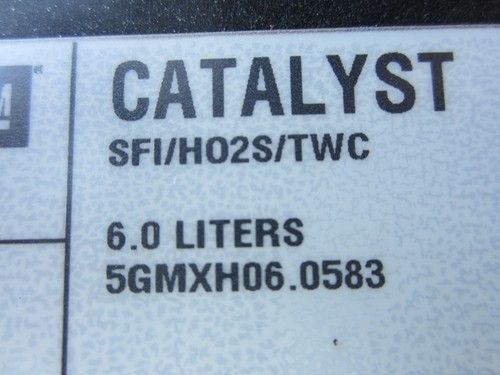 M
CATALYST
SFI/HO2S/TWC
6.0 LITERS
5GMXH06.0583